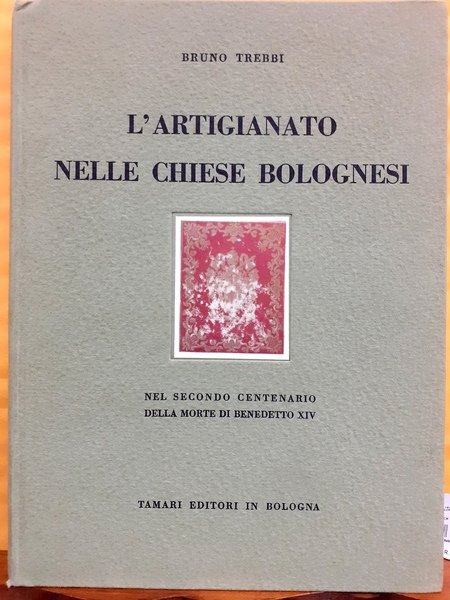 BRUNO TREBBI
L'ARTIGIANATO
NELLE CHIESE BOLOGNESI
NEL SECONDO CENTENARIO
DELLA MORTE DI BENEDETTO XIV
TAMARI EDITORI IN BOLOGNA